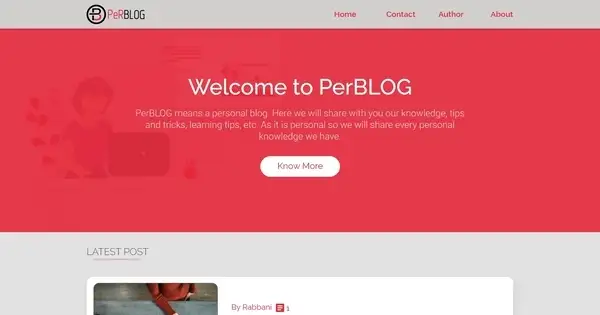 PeRBLOG
Home Contact Author About
Welcome to PerBLOG
PerBLOG means a personal blog. Here we will share with you our knowledge, tips
and tricks, learning tips, etc. As it is personal so we will share every personal
knowledge we have.
Know More
LATEST POST
By Rabbani 1